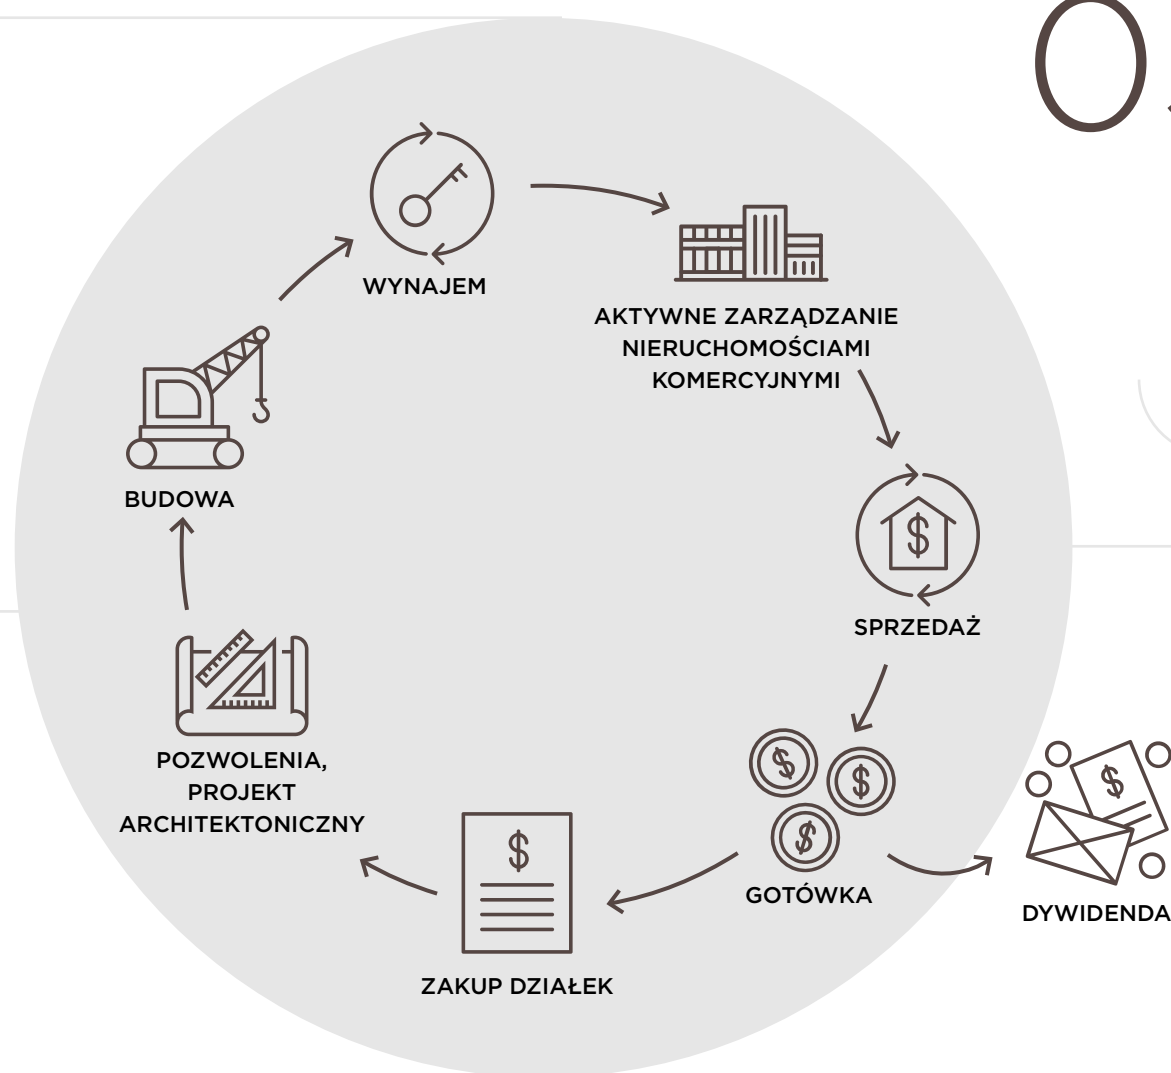 WYNAJEM
AKTYWNE ZARZĄDZANIE
NIERUCHOMOŚCIAMI
KOMERCYJNYMI
SPRZEDAŻ
GOTÓWKA
DYWIDENDA
ZAKUP DZIAŁEK
POZWOLENIA,
PROJEKT
ARCHITEKTONICZNY
BUDOWA